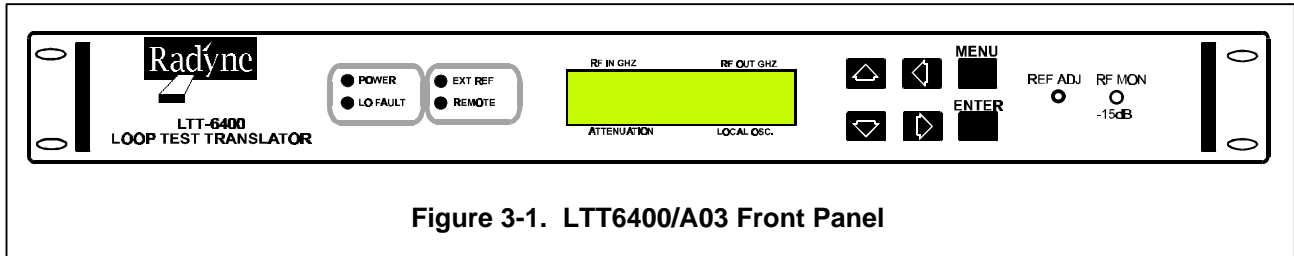 Radyne
LTT-6400
LOOP TEST TRANSLATOR
POWER
LO FAULT
EXT REF
REMOTE
RF IN GHZ
RF OUT GHZ
ATTENUATION
LOCAL OSC.
MENU
ENTER
REF ADJ
RF MON
-15dB
Figure 3-1. LTT6400/A03 Front Panel